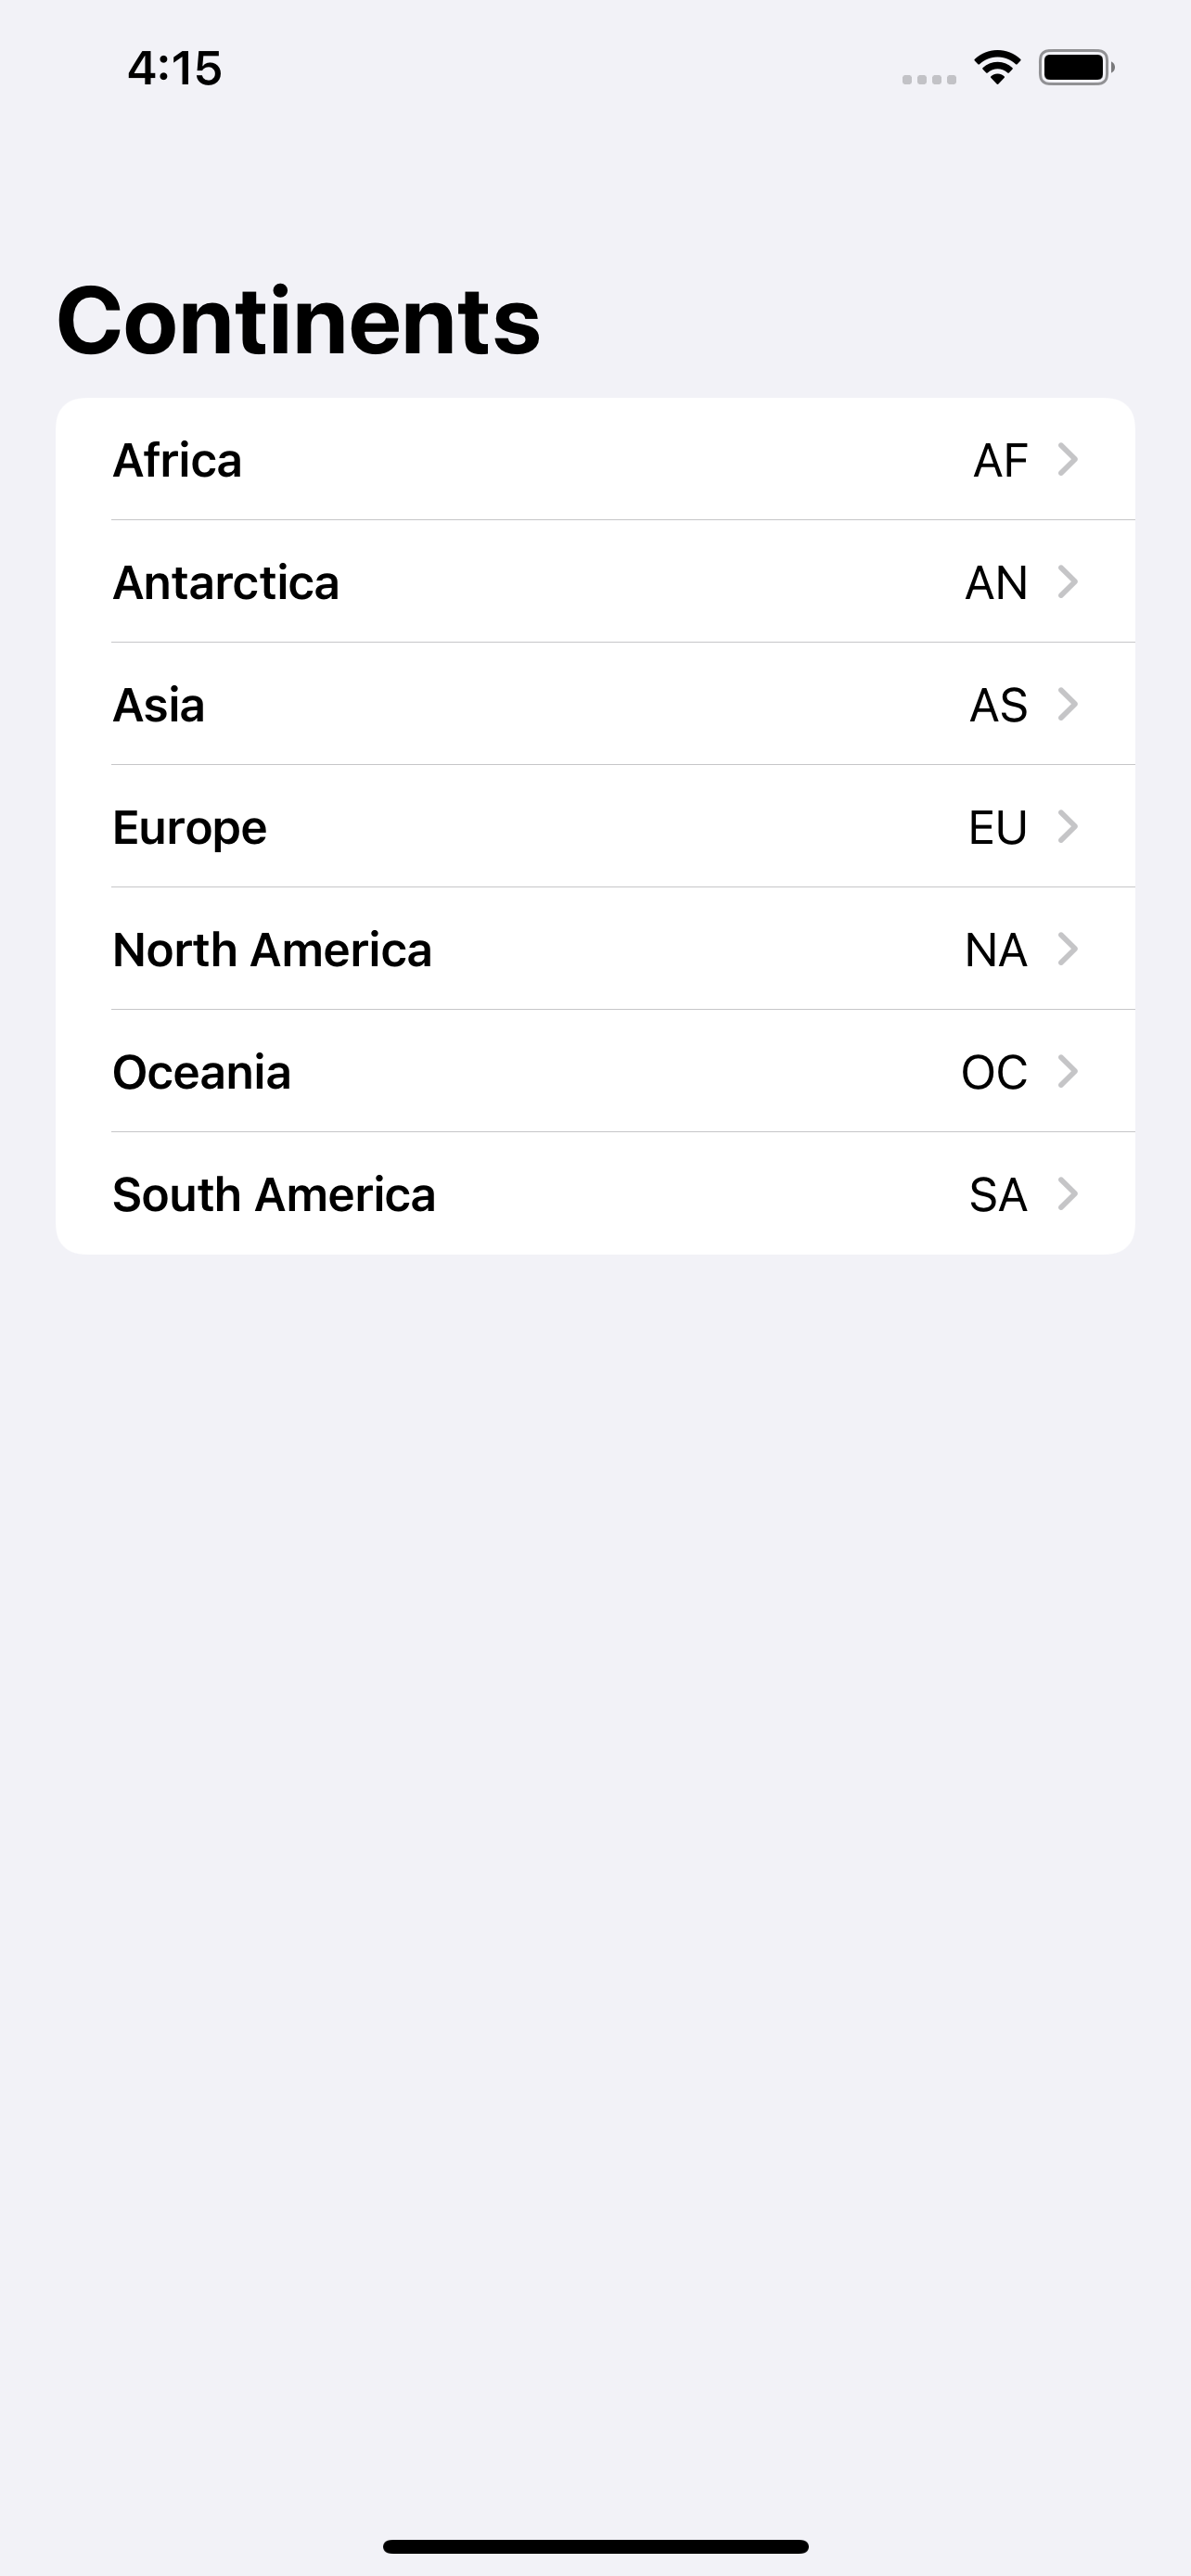 4:15
Continents
Africa AF
Antarctica AN
Asia AS
Europe EU
North America NA
Oceania OC
South America SA